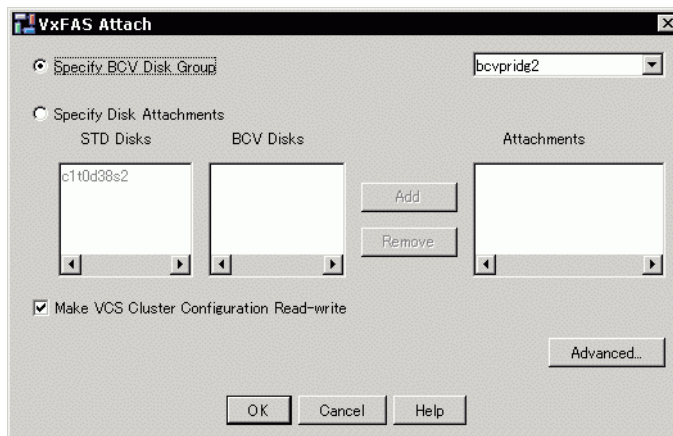 VxFAS Attach
Specify BCV Disk Group
bcvpridg2
Specify Disk Attachments
STD Disks BCV Disks Attachments
c1t0d38s2
Add
Remove
Make VCS Cluster Configuration Read-write
Advanced...
OK Cancel Help